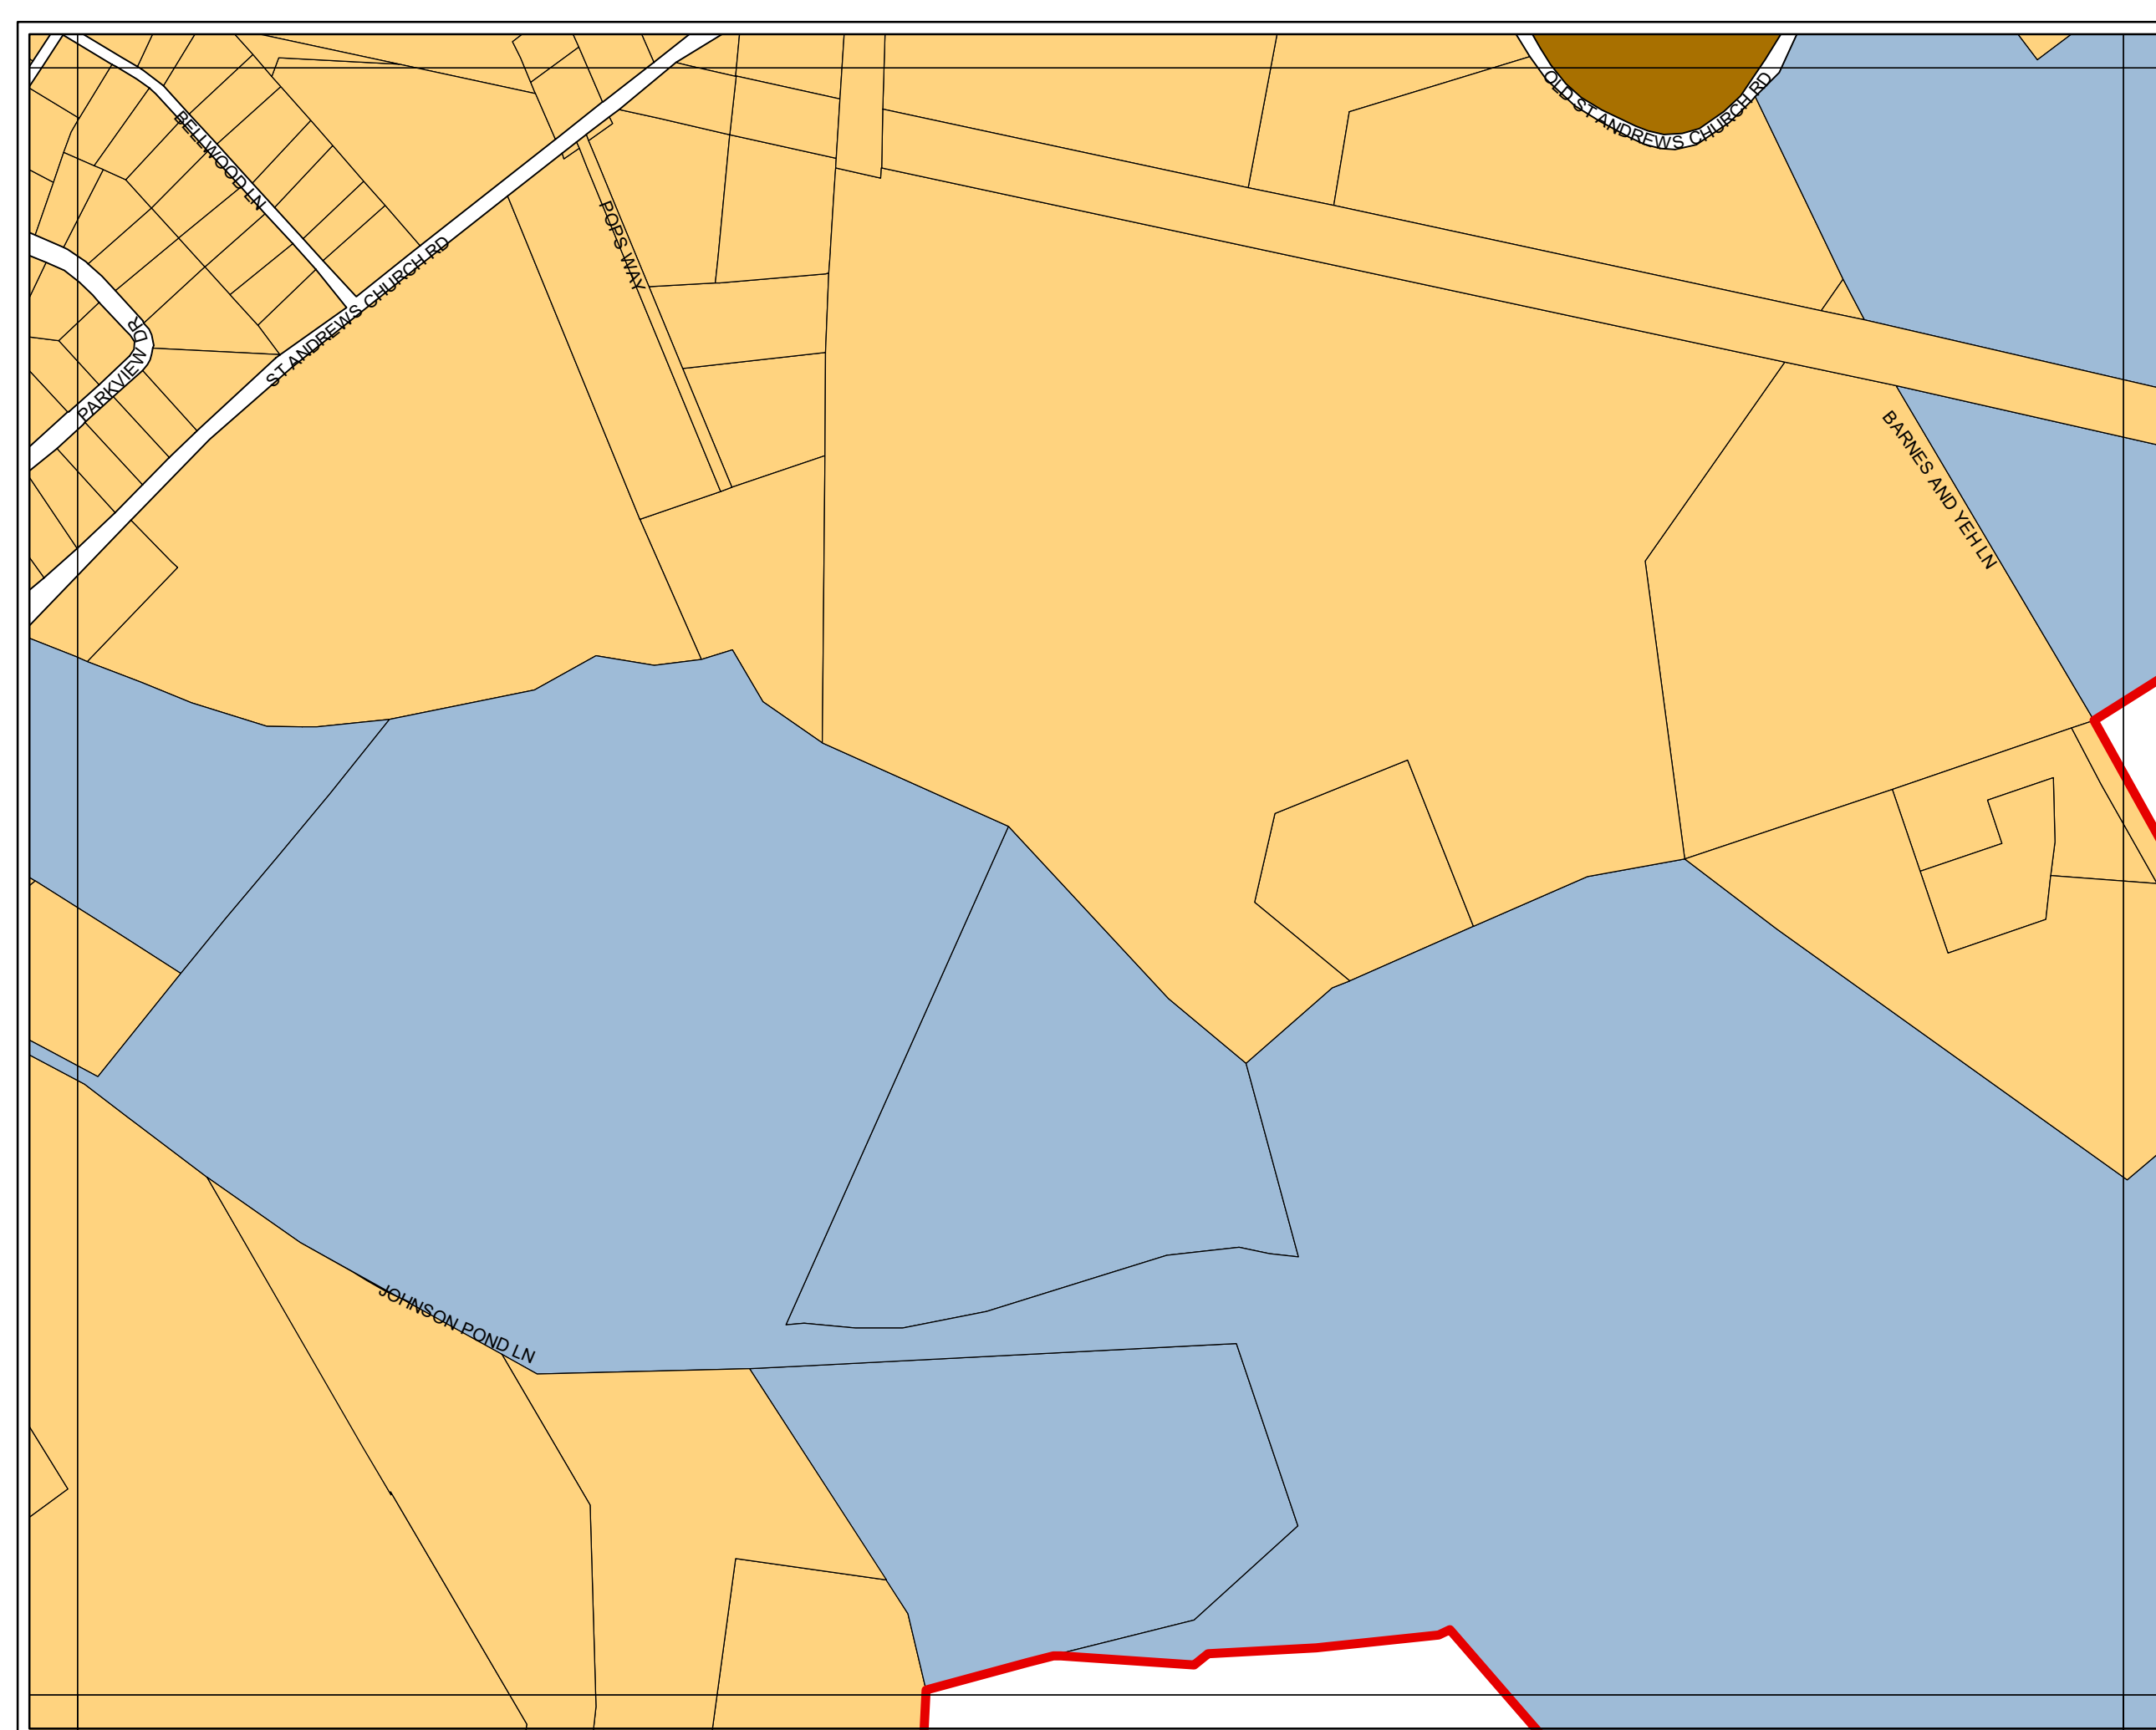 OLD ST ANDREWS CHURCH RD
BELLWOOD LN
POPS WAY
ST ANDREWS CHURCH RD
PARKVIEW DR
BARNES AND YEH LN
JOHNSON POND LN